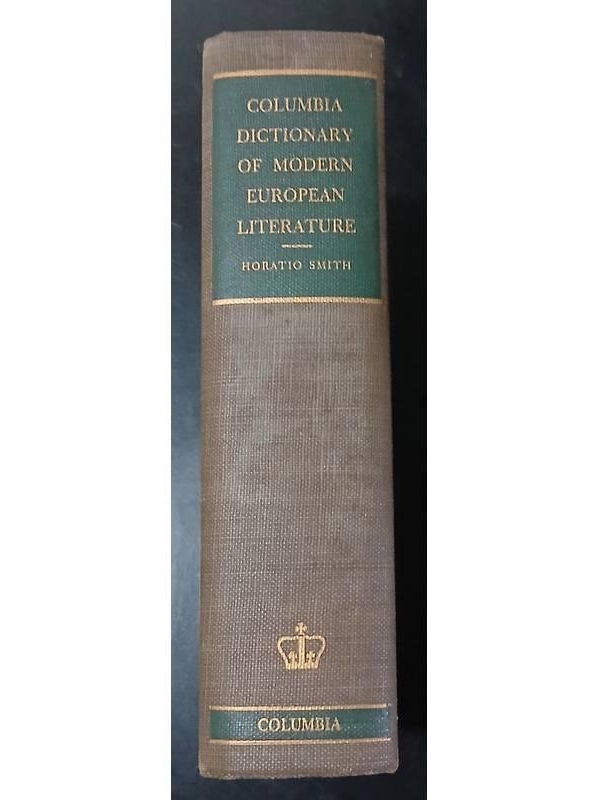 COLUMBIA
DICTIONARY
OF MODERN
EUROPEAN
LITERATURE
HORATIO SMITH
COLUMBIA